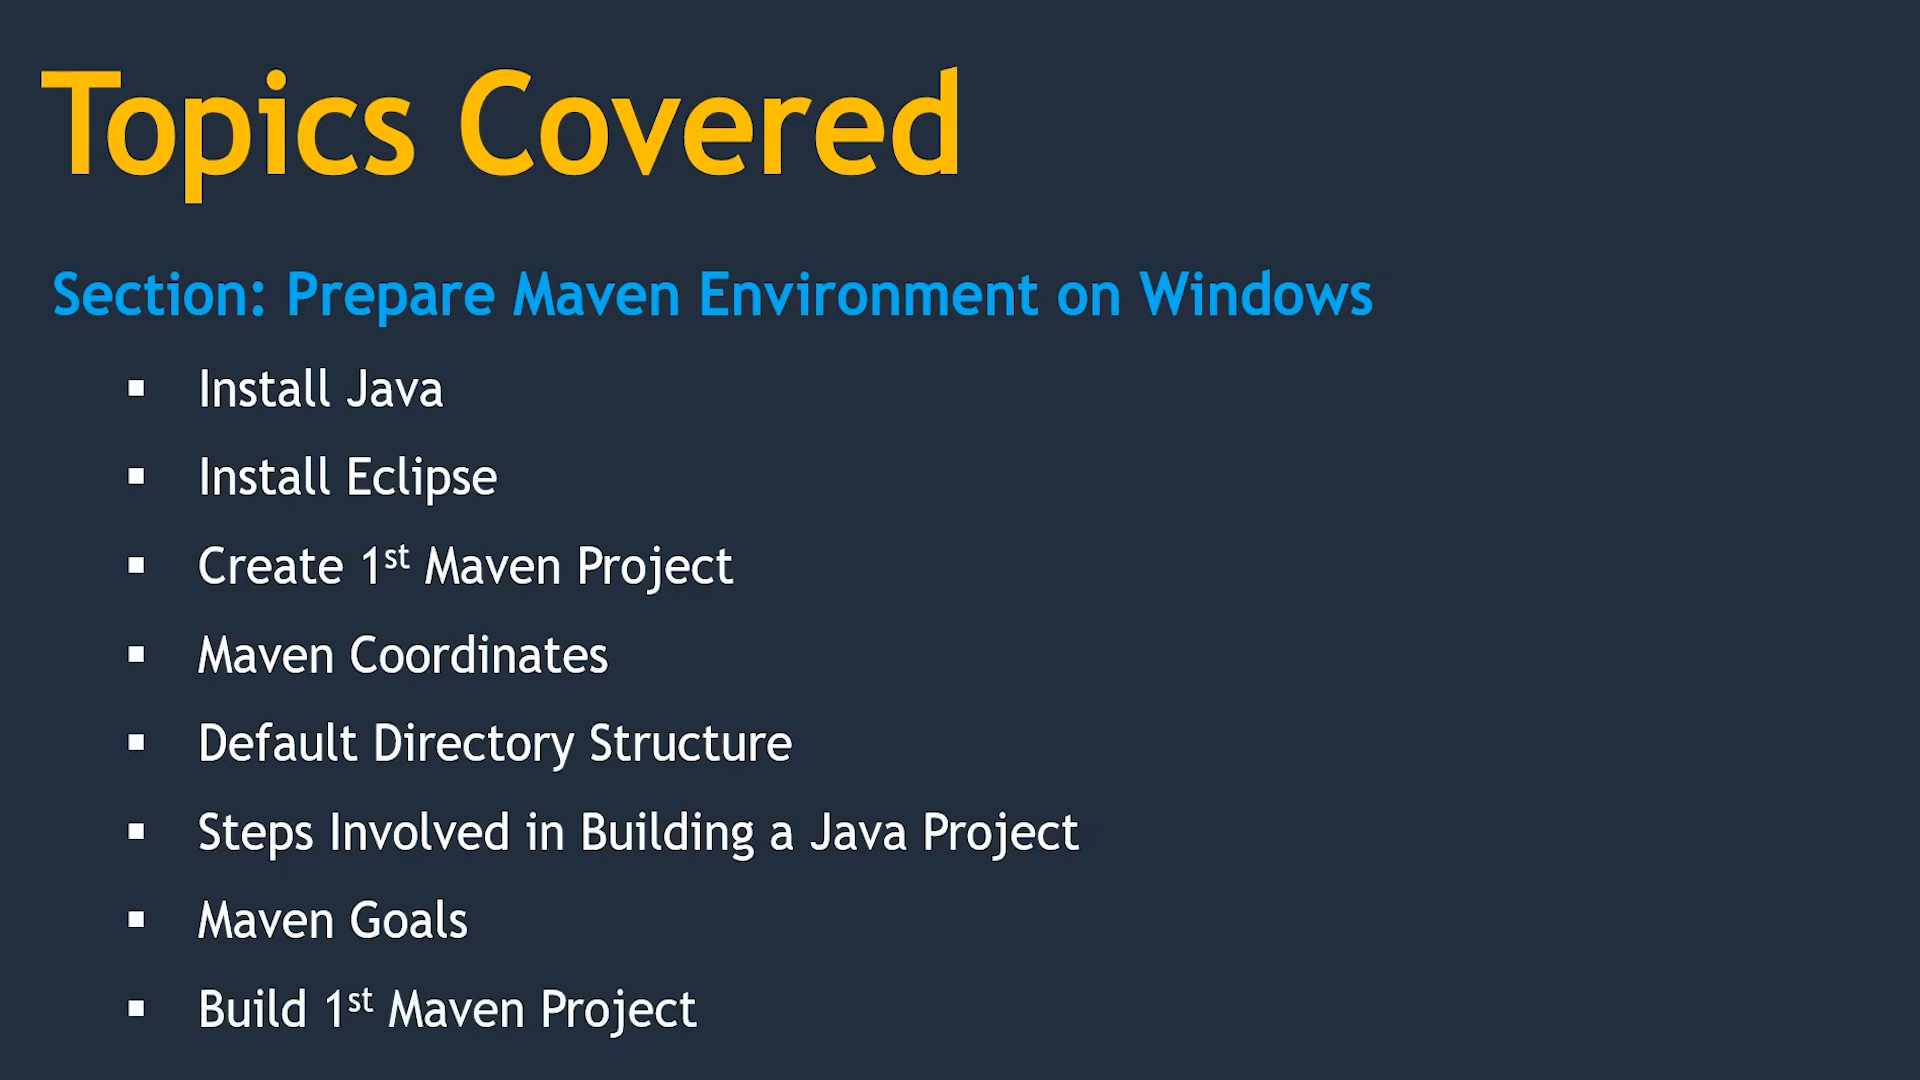 Topics Covered
Section: Prepare Maven Environment on Windows
▪ Install Java
▪ Install Eclipse
▪ Create 1st Maven Project
▪ Maven Coordinates
▪ Default Directory Structure
▪ Steps Involved in Building a Java Project
▪ Maven Goals
▪ Build 1st Maven Project